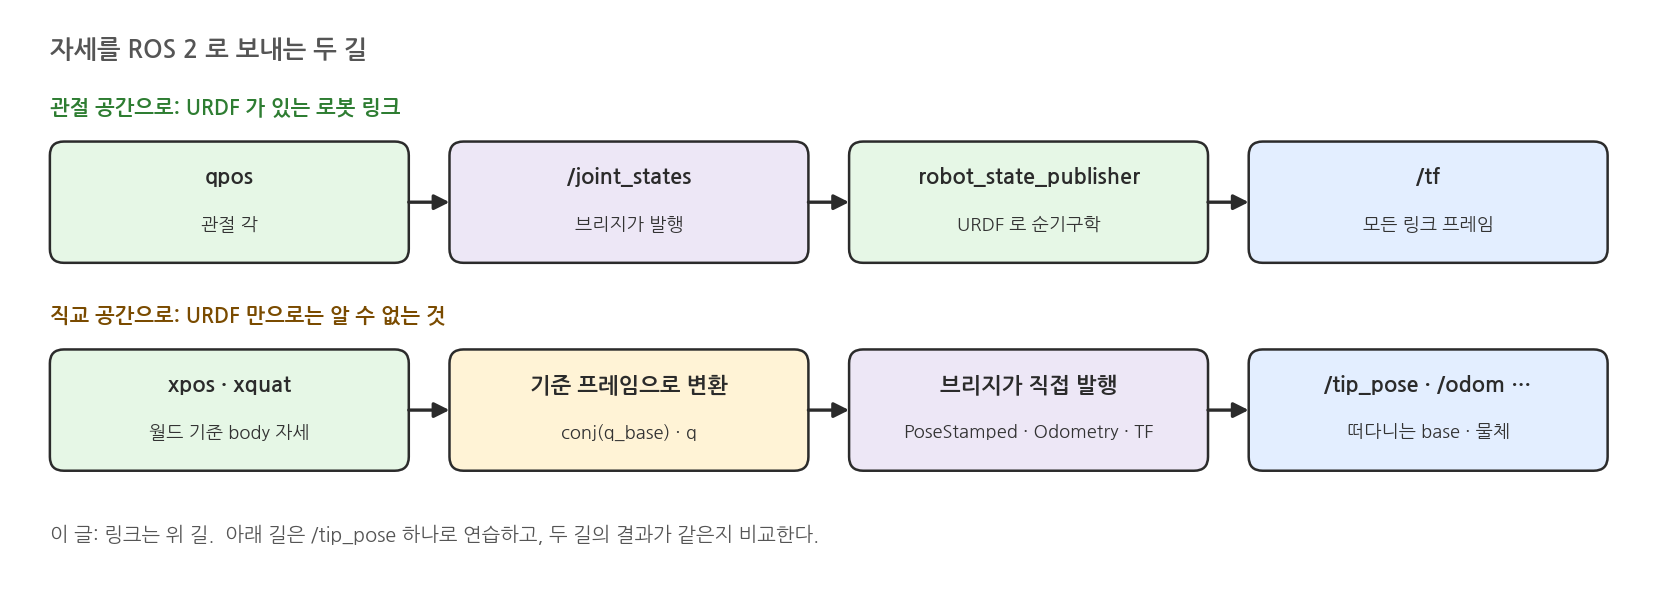 자세를 ROS 2 로 보내는 두 길
관절 공간으로: URDF 가 있는 로봇 링크
qpos
관절 각
/joint_states
브리지가 발행
robot_state_publisher
URDF 로 순기구학
/tf
모든 링크 프레임
직교 공간으로: URDF 만으로는 알 수 없는 것
xpos · xquat
월드 기준 body 자세
기준 프레임으로 변환
conj(q_base) · q
브리지가 직접 발행
PoseStamped · Odometry · TF
/tip_pose · /odom ···
떠다니는 base · 물체
이 글: 링크는 위 길. 아래 길은 /tip_pose 하나로 연습하고, 두 길의 결과가 같은지 비교한다.